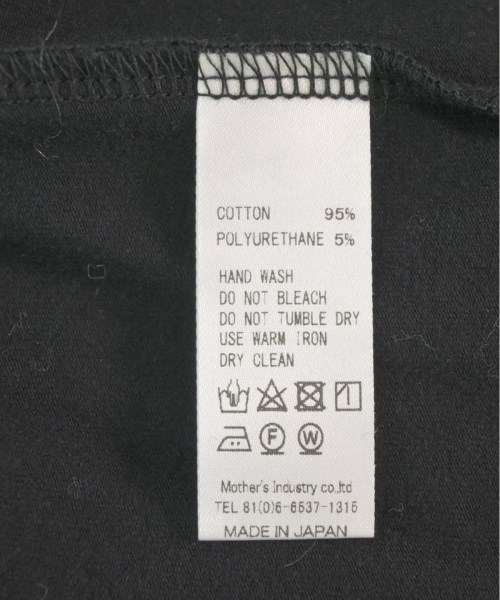 COTTON 95%
POLYURETHANE 5%
HAND WASH
DO NOT BLEACH
DO NOT TUMBLE DRY
USE WARM IRON
DRY CLEAN
F W
Mother's Industry co.,ltd
TEL 81(0)6-6537-1315
MADE IN JAPAN